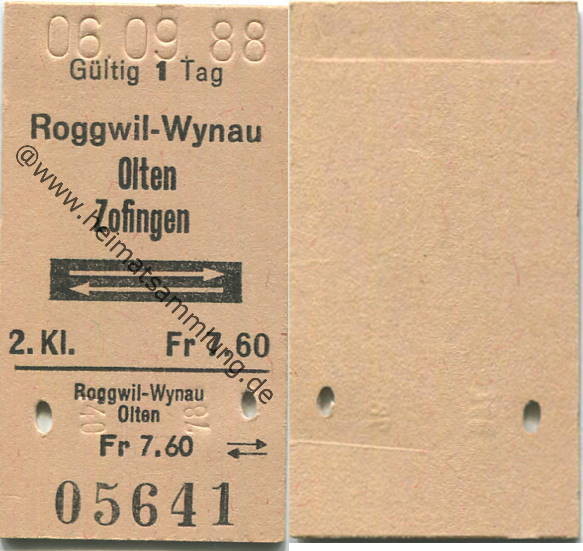 06.09.88
Gültig 1 Tag
Roggwil-Wynau
Olten
Zofingen
2. Kl. Fr 7.60
Roggwil-Wynau
Olten
Fr 7.60
05641
@www.heimatsammlung.de